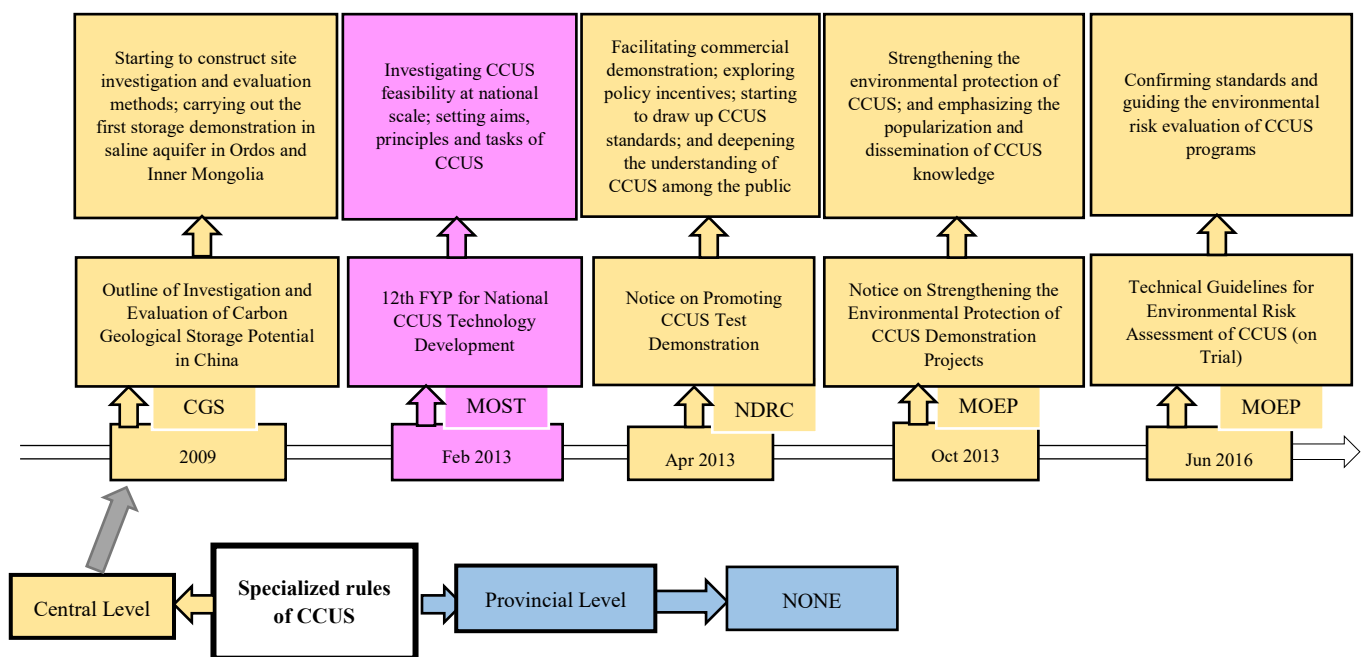 Starting to construct site
investigation and evaluation
methods; carrying out the
first storage demonstration in
saline aquifer in Ordos and
Inner Mongolia
Investigating CCUS
feasibility at national
scale; setting aims,
principles and tasks of
CCUS
Facilitating commercial
demonstration; exploring
policy incentives; starting
to draw up CCUS
standards; and deepening
the understanding of
CCUS among the public
Strengthening the
environmental protection of
CCUS; and emphasizing the
popularization and
dissemination of CCUS
knowledge
Confirming standards and
guiding the environmental
risk evaluation of CCUS
programs
Outline of Investigation and
Evaluation of Carbon
Geological Storage Potential
in China
12th FYP for National
CCUS Technology
Development
Notice on Promoting
CCUS Test
Demonstration
Notice on Strengthening the
Environmental Protection of
CCUS Demonstration
Projects
Technical Guidelines for
Environmental Risk
Assessment of CCUS (on
Trial)
CGS
MOST
NDRC
MOEP
MOEP
2009
Feb 2013
Apr 2013
Oct 2013
Jun 2016
Central Level
Specialized rules
of CCUS
Provincial Level
NONE